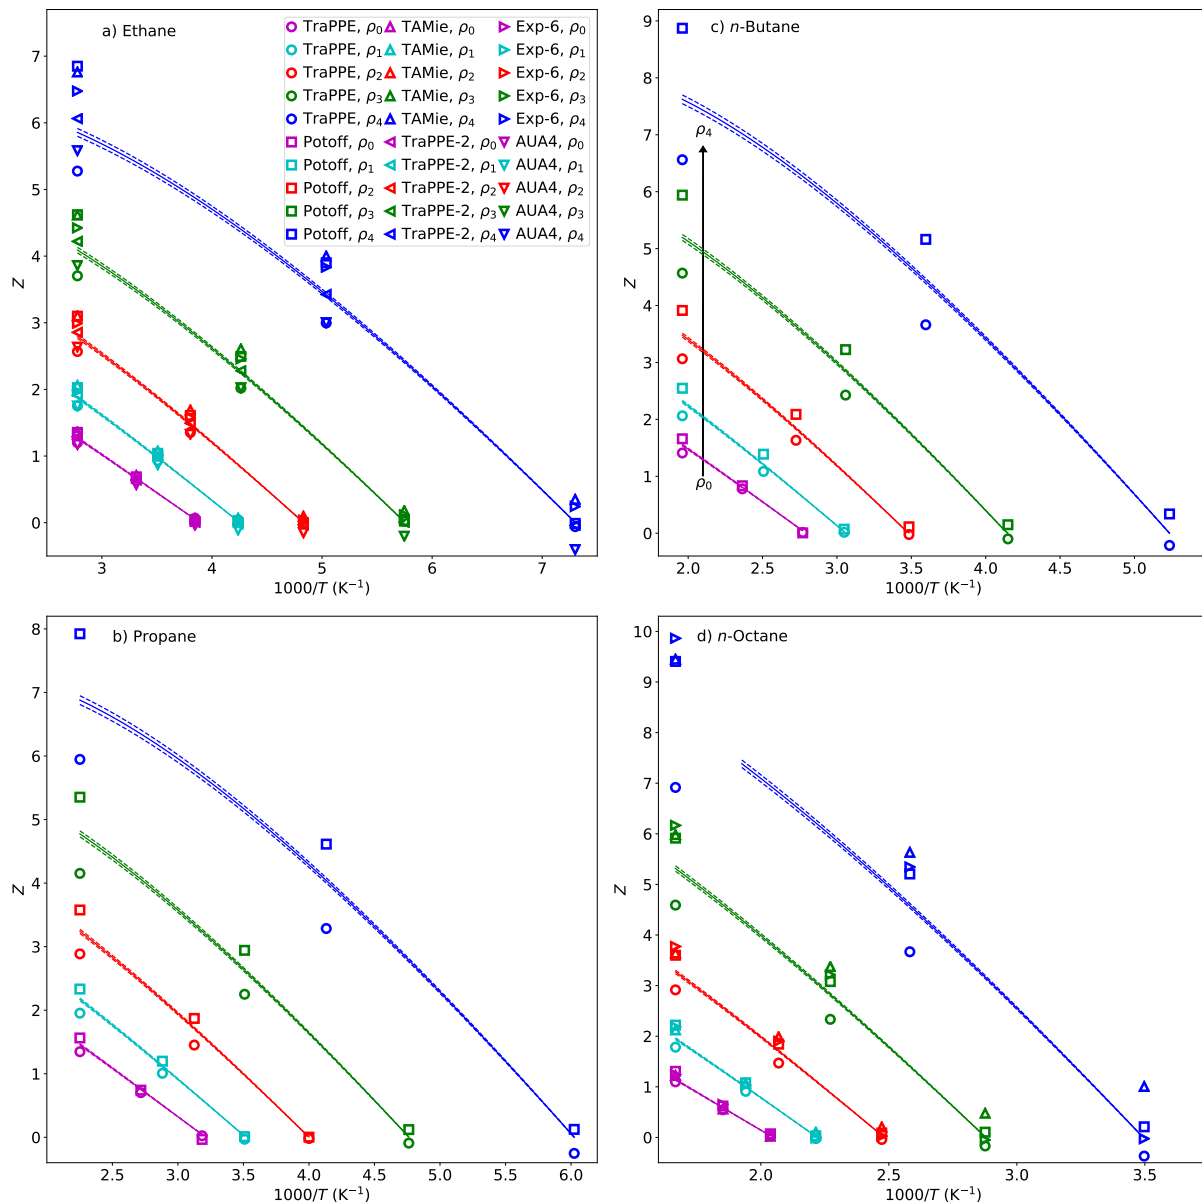 a) Ethane
TraPPE, ρ0
TraPPE, ρ1
TraPPE, ρ2
TraPPE, ρ3
TraPPE, ρ4
Potoff, ρ0
Potoff, ρ1
Potoff, ρ2
Potoff, ρ3
Potoff, ρ4
TAMie, ρ0
TAMie, ρ1
TAMie, ρ2
TAMie, ρ3
TAMie, ρ4
TraPPE-2, ρ0
TraPPE-2, ρ1
TraPPE-2, ρ2
TraPPE-2, ρ3
TraPPE-2, ρ4
Exp-6, ρ0
Exp-6, ρ1
Exp-6, ρ2
Exp-6, ρ3
Exp-6, ρ4
AUA4, ρ0
AUA4, ρ1
AUA4, ρ2
AUA4, ρ3
AUA4, ρ4
7
6
5
4
3
2
1
0
Z
3 4 5 6 7
1000/T (K⁻¹)
c) n-Butane
ρ4
ρ0
9
8
7
6
5
4
3
2
1
0
Z
2.0 2.5 3.0 3.5 4.0 4.5 5.0
1000/T (K⁻¹)
b) Propane
8
7
6
5
4
3
2
1
0
Z
2.5 3.0 3.5 4.0 4.5 5.0 5.5 6.0
1000/T (K⁻¹)
d) n-Octane
10
9
8
7
6
5
4
3
2
1
0
Z
2.0 2.5 3.0 3.5
1000/T (K⁻¹)